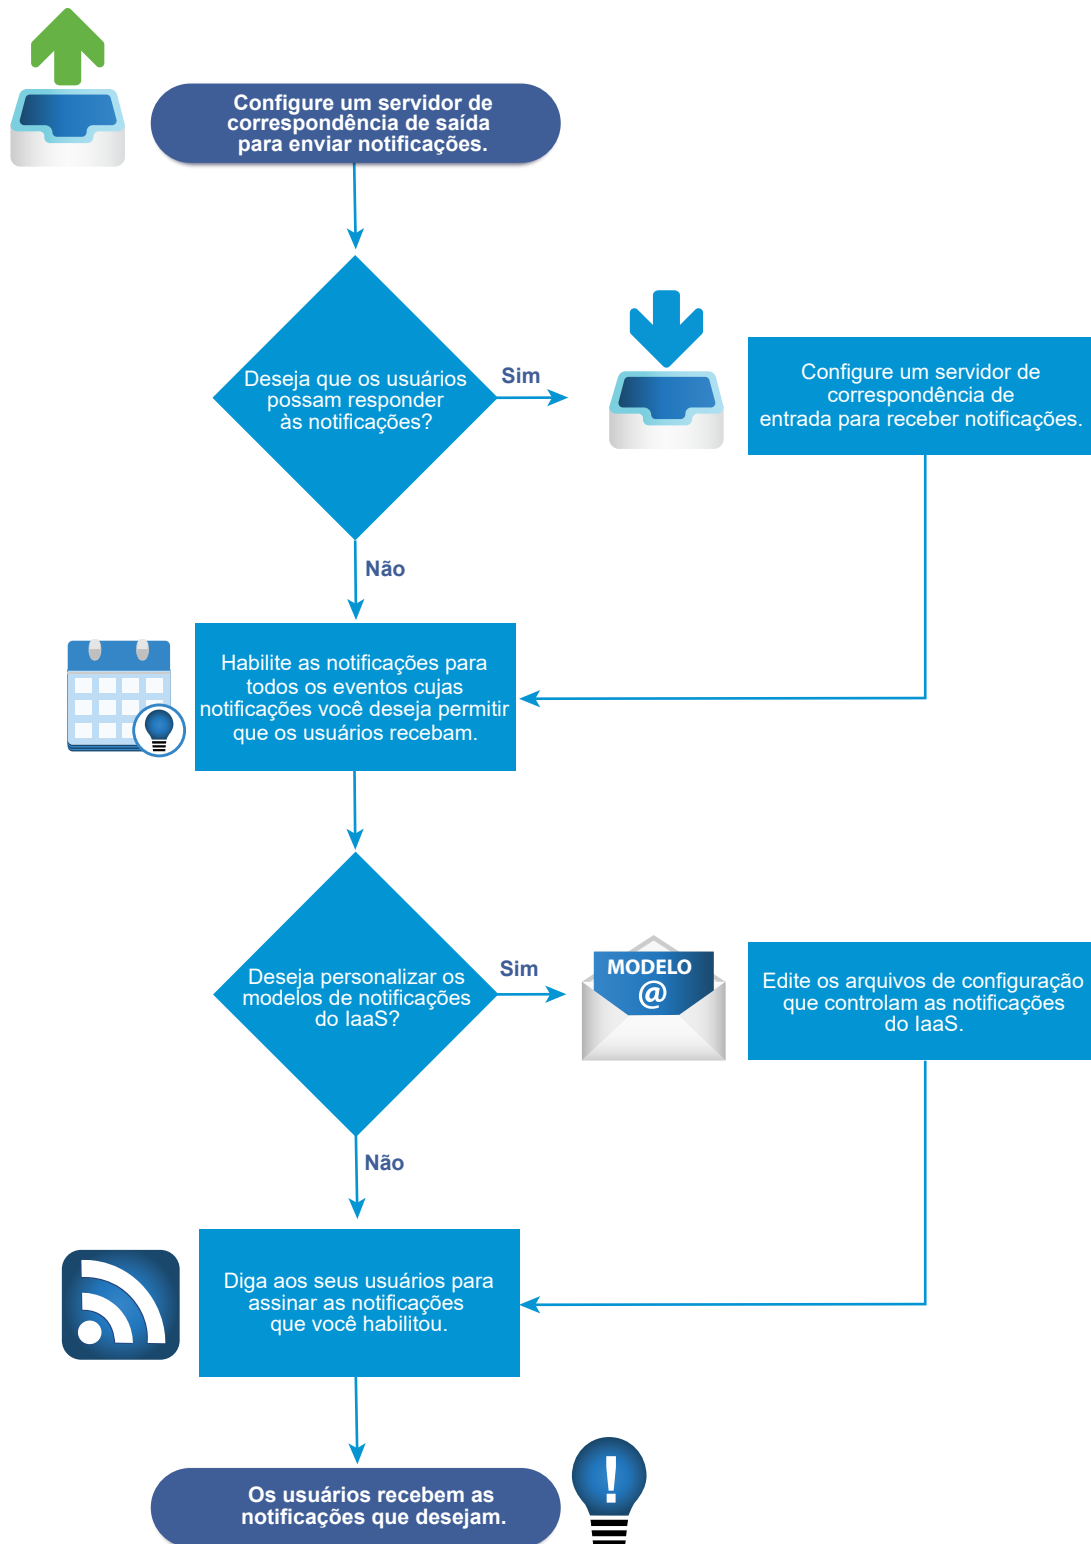 Configure um servidor de
correspondência de saída
para enviar notificações.
Deseja que os usuários
possam responder
às notificações?
Sim
Configure um servidor de
correspondência de
entrada para receber notificações.
Não
Habilite as notificações para
todos os eventos cujas
notificações você deseja permitir
que os usuários recebam.
Deseja personalizar os
modelos de notificações
do IaaS?
Sim
MODELO
@
Edite os arquivos de configuração
que controlam as notificações
do IaaS.
Não
Diga aos seus usuários para
assinar as notificações
que você habilitou.
Os usuários recebem as
notificações que desejam.
!